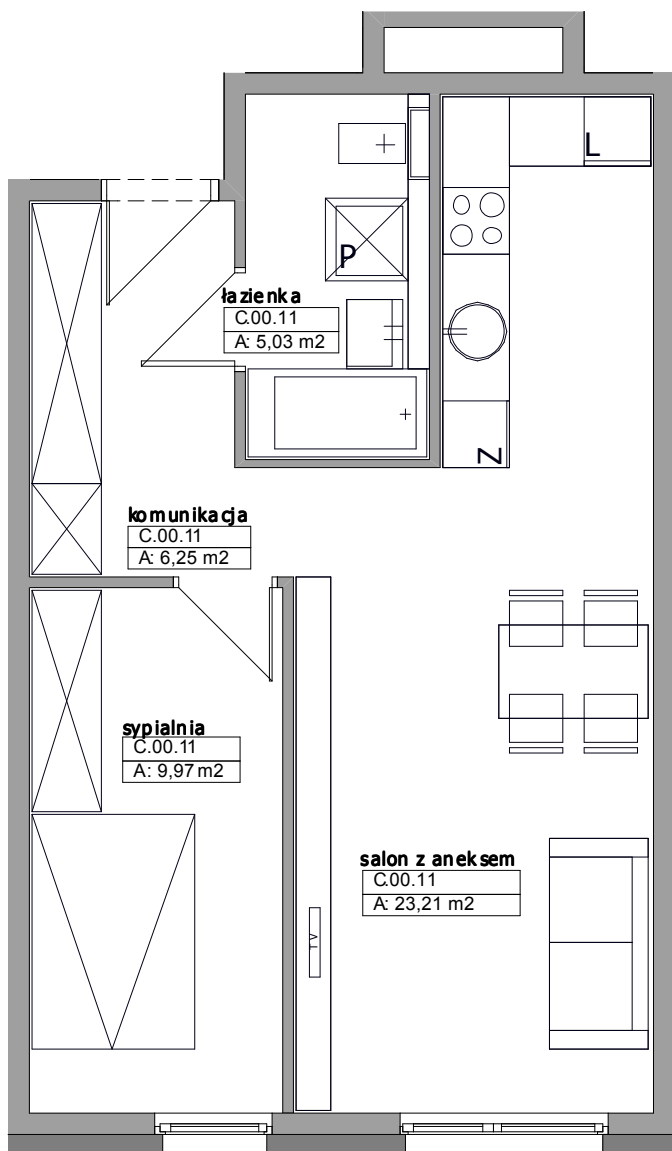 L
P
łazienka
C.00.11
A: 5,03 m2
Z
komunikacja
C.00.11
A: 6,25 m2
sypialnia
C.00.11
A: 9,97 m2
salon z aneksem
C.00.11
A: 23,21 m2
TV